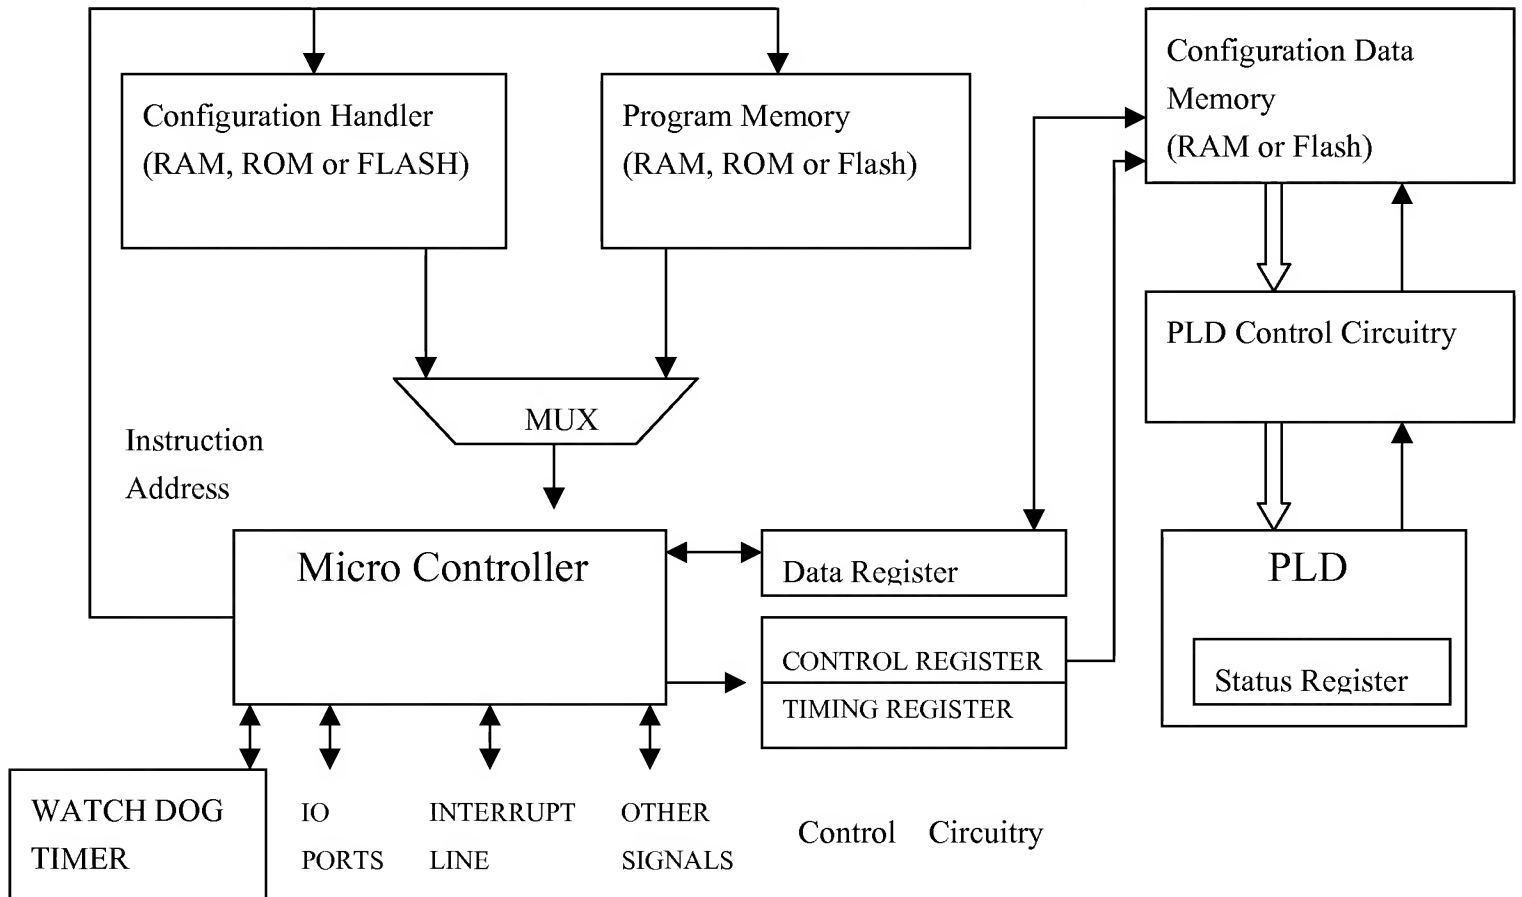 Configuration Handler
(RAM, ROM or FLASH)
Program Memory
(RAM, ROM or Flash)
Configuration Data
Memory
(RAM or Flash)
PLD Control Circuitry
MUX
Instruction
Address
Micro Controller
Data Register
PLD
CONTROL REGISTER
Status Register
TIMING REGISTER
WATCH DOG
TIMER
IO
PORTS
INTERRUPT
LINE
OTHER
SIGNALS
Control Circuitry